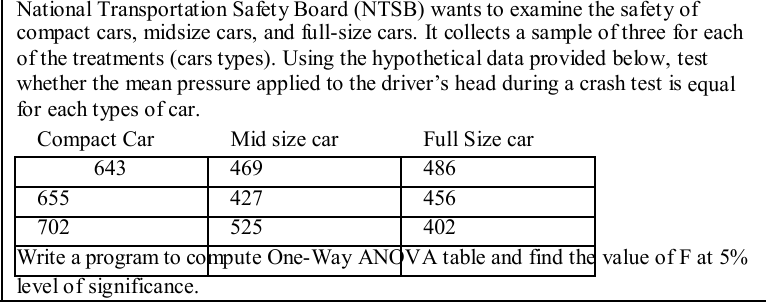 National Transportation Safety Board (NTSB) wants to examine the safety of
compact cars, midsize cars, and full-size cars. It collects a sample of three for each
of the treatments (cars types). Using the hypothetical data provided below, test
whether the mean pressure applied to the driver's head during a crash test is equal
for each types of car.
Compact Car Mid size car Full Size car
643 469 486
655 427 456
702 525 402
Write a program to compute One-Way ANOVA table and find the value of F at 5%
level of significance.